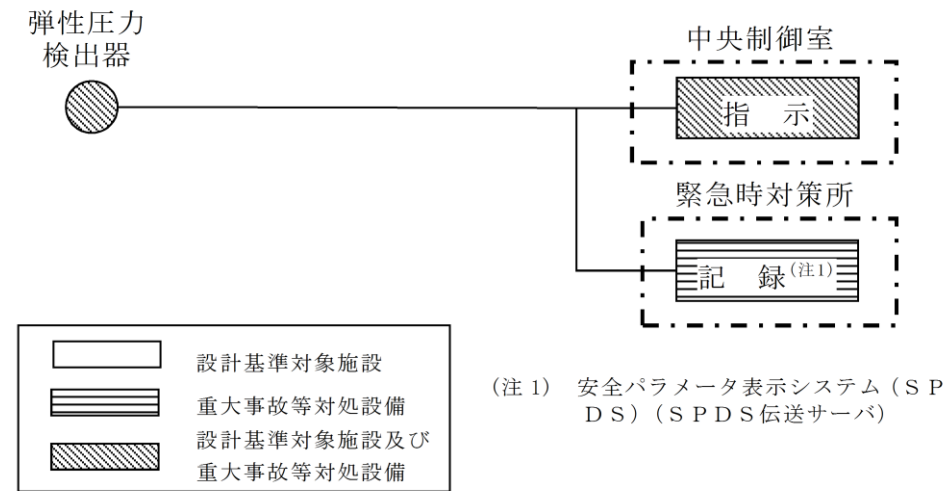 弾性圧力
検出器
中央制御室
指　示
緊急時対策所
記　録(注1)
設計基準対象施設
重大事故等対処設備
設計基準対象施設及び
重大事故等対処設備
(注 1)　安全パラメータ表示システム（ＳＰ
ＤＳ）（ＳＰＤＳ伝送サーバ）